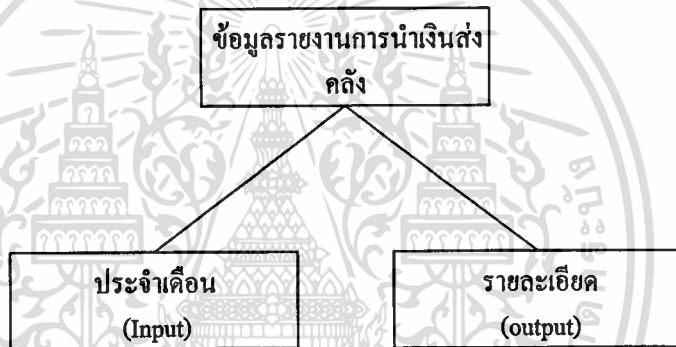 ข้อมูลรายงานการนำเงินส่ง
คลัง
ประจำเดือน
(Input)
รายละเอียด
(output)